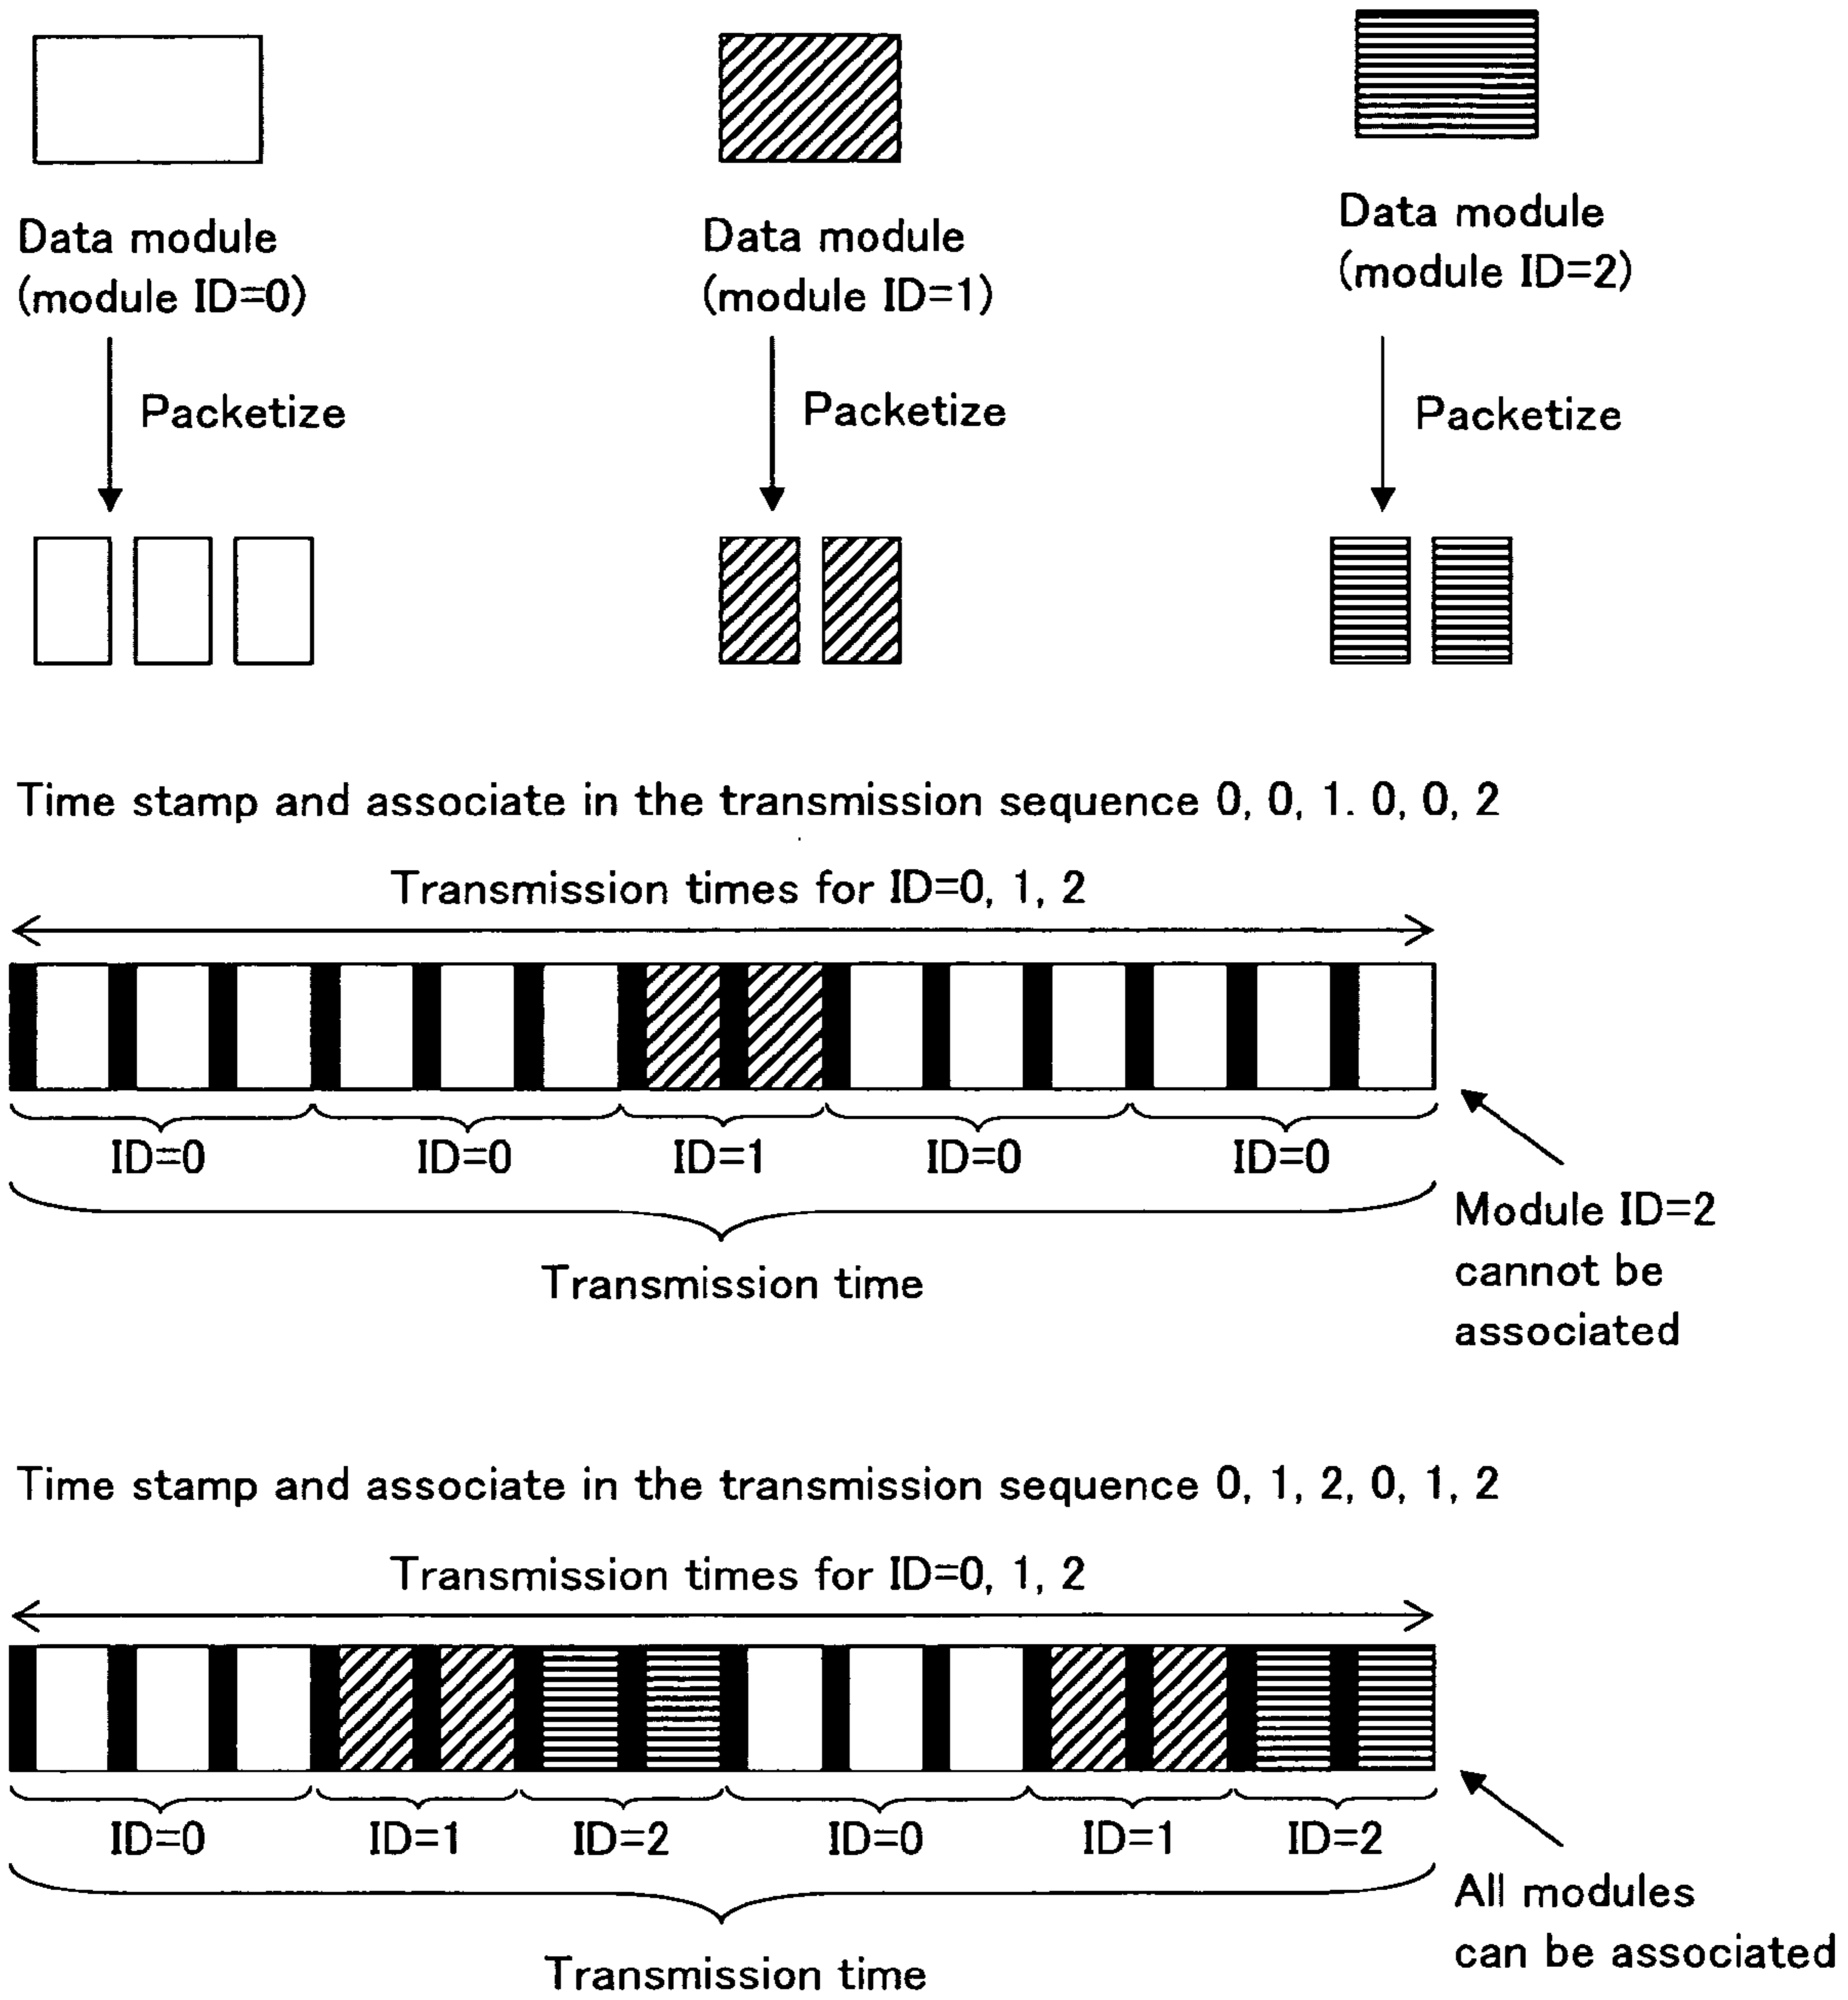 Data module
(module ID=0)
Data module
(module ID=1)
Data module
(module ID=2)
Packetize
Packetize
Packetize
Time stamp and associate in the transmission sequence 0, 0, 1. 0, 0, 2
Transmission times for ID=0, 1, 2
ID=0
ID=0
ID=1
ID=0
ID=0
Module ID=2
cannot be
associated
Transmission time
Time stamp and associate in the transmission sequence 0, 1, 2, 0, 1, 2
Transmission times for ID=0, 1, 2
ID=0
ID=1
ID=2
ID=0
ID=1
ID=2
All modules
can be associated
Transmission time